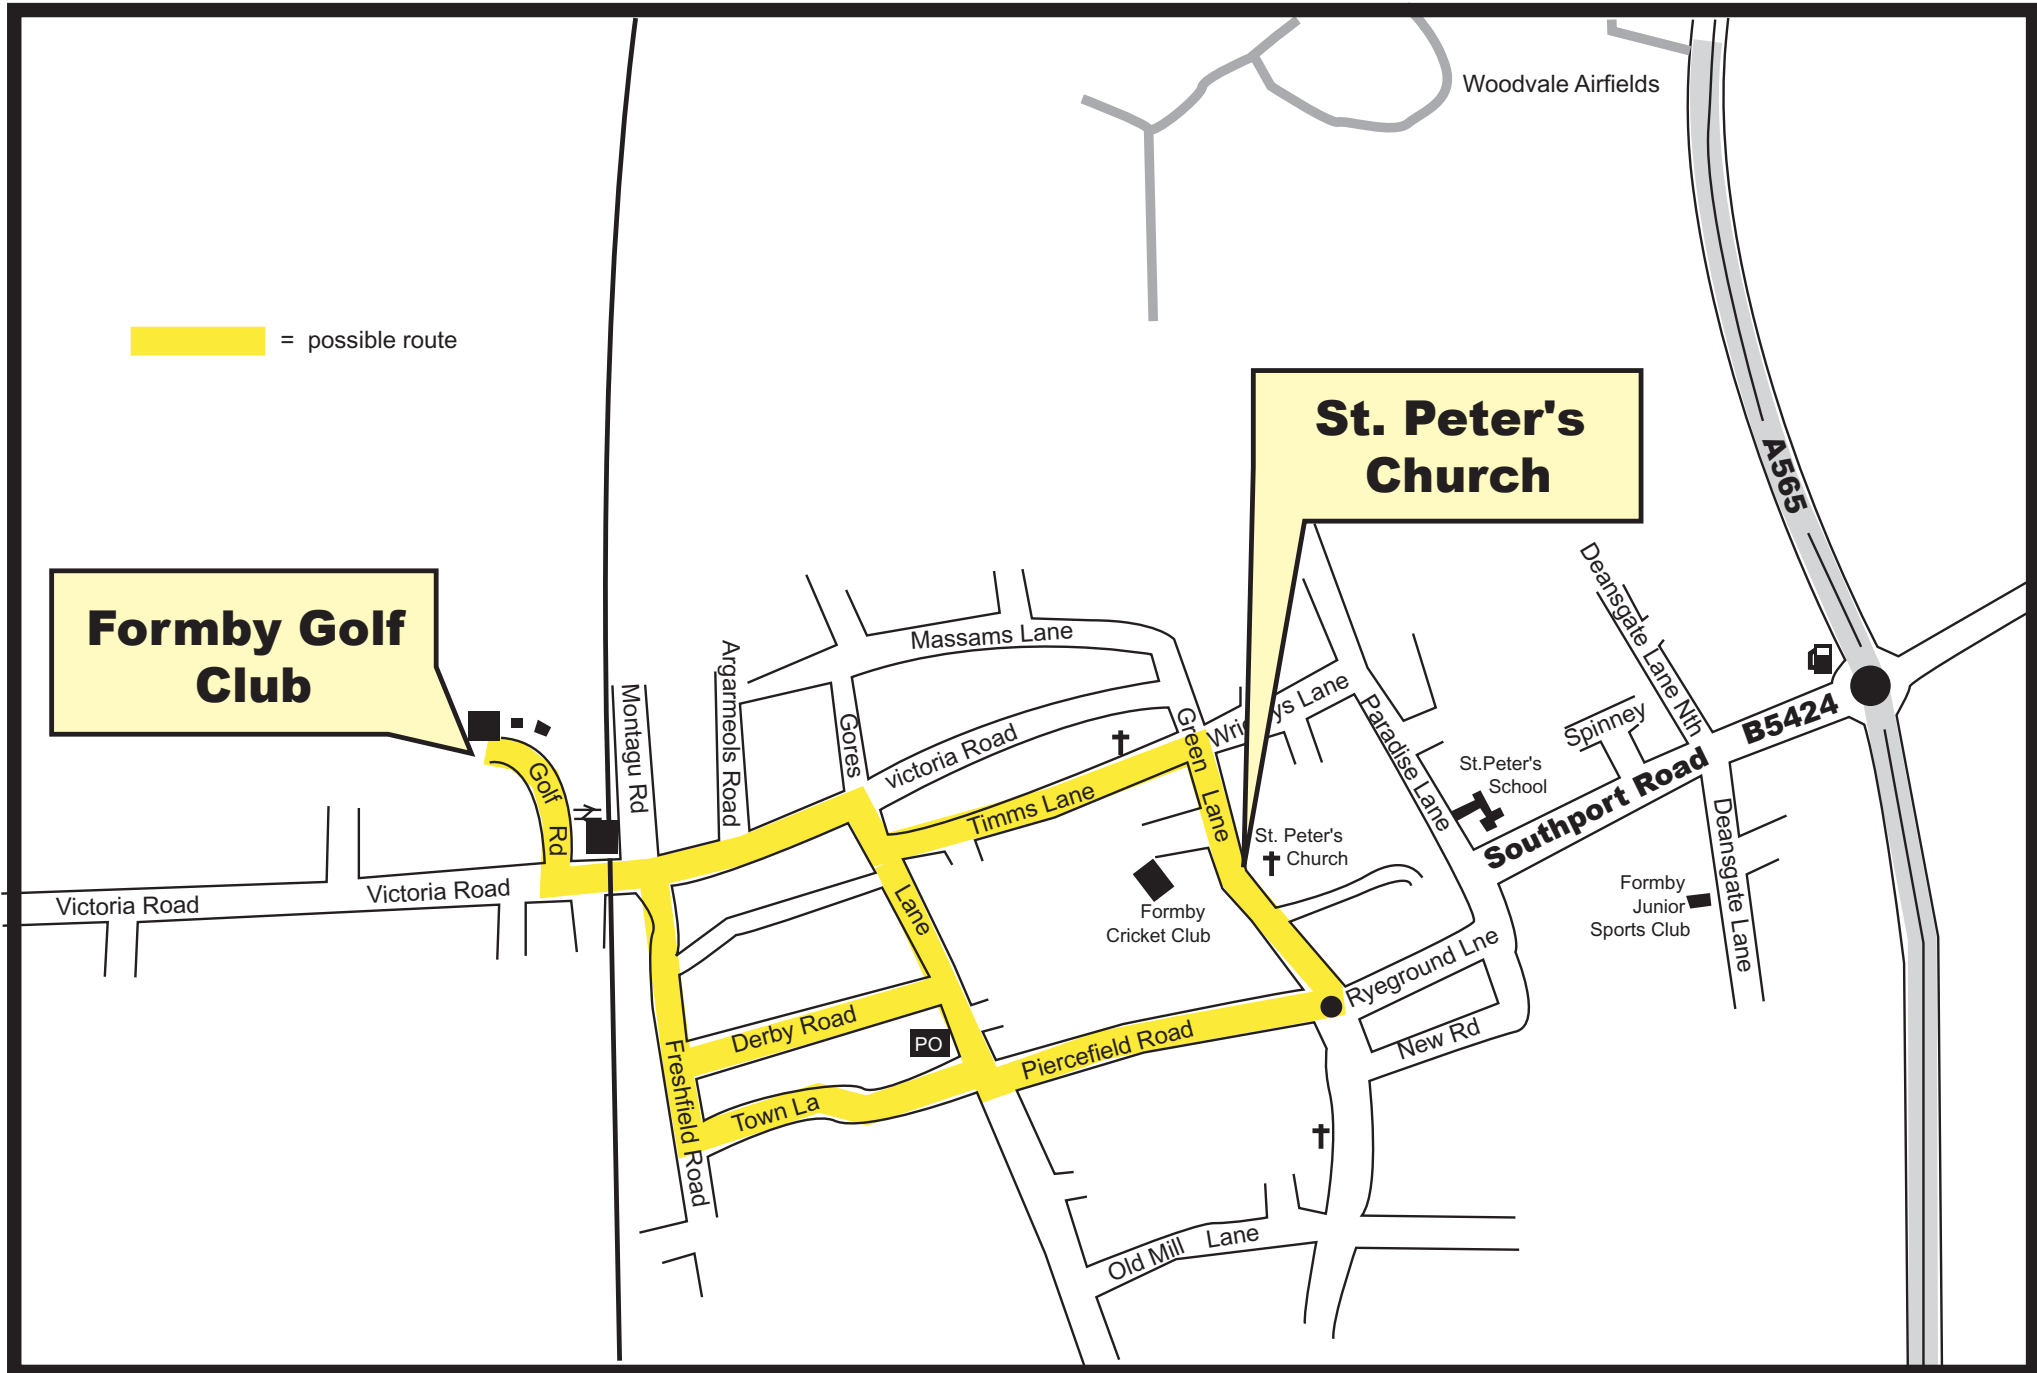 Woodvale Airfields
= possible route
St. Peter's
Church
A565
Formby Golf
Club
Deansgate Lane Nth
Massams Lane
Argarmeols Road
Montagu Rd
Gores
victoria Road
Green
Lane
Paradise Lane
Spinney
B5424
St.Peter's
School
Southport Road
Golf
Rd
Timms Lane
St. Peter's
Church
Deansgate Lane
Victoria Road
Victoria Road
Lane
Formby
Cricket Club
Formby
Junior
Sports Club
Ryeground Lne
Derby Road
PO
Piercefield Road
New Rd
Freshfield Road
Town La
Old Mill Lane